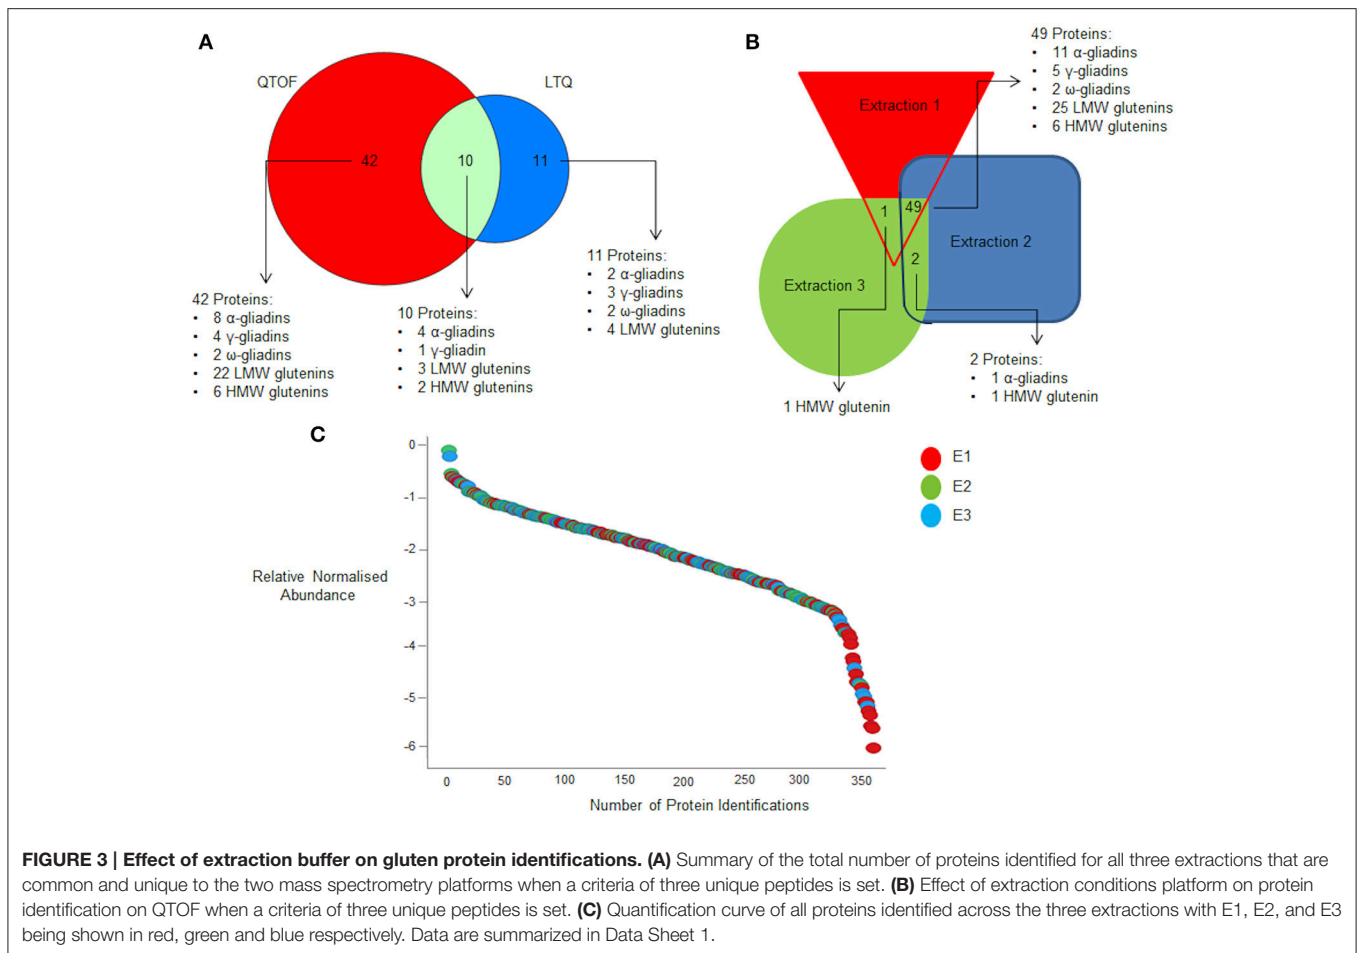 A
QTOF
LTQ
42
10
11
42 Proteins:
• 8 α-gliadins
• 4 γ-gliadins
• 2 ω-gliadins
• 22 LMW glutenins
• 6 HMW glutenins
10 Proteins:
• 4 α-gliadins
• 1 γ-gliadin
• 3 LMW glutenins
• 2 HMW glutenins
11 Proteins:
• 2 α-gliadins
• 3 γ-gliadins
• 2 ω-gliadins
• 4 LMW glutenins
B
49 Proteins:
• 11 α-gliadins
• 5 γ-gliadins
• 2 ω-gliadins
• 25 LMW glutenins
• 6 HMW glutenins
Extraction 1
1
49
Extraction 2
2
Extraction 3
1 HMW glutenin
2 Proteins:
• 1 α-gliadins
• 1 HMW glutenin
C
0
-1
-2
-3
-4
-5
-6
Relative Normalised
Abundance
0 50 100 150 200 250 300 350
Number of Protein Identifications
E1
E2
E3
FIGURE 3 | Effect of extraction buffer on gluten protein identifications. (A) Summary of the total number of proteins identified for all three extractions that are
common and unique to the two mass spectrometry platforms when a criteria of three unique peptides is set. (B) Effect of extraction conditions platform on protein
identification on QTOF when a criteria of three unique peptides is set. (C) Quantification curve of all proteins identified across the three extractions with E1, E2, and E3
being shown in red, green and blue respectively. Data are summarized in Data Sheet 1.